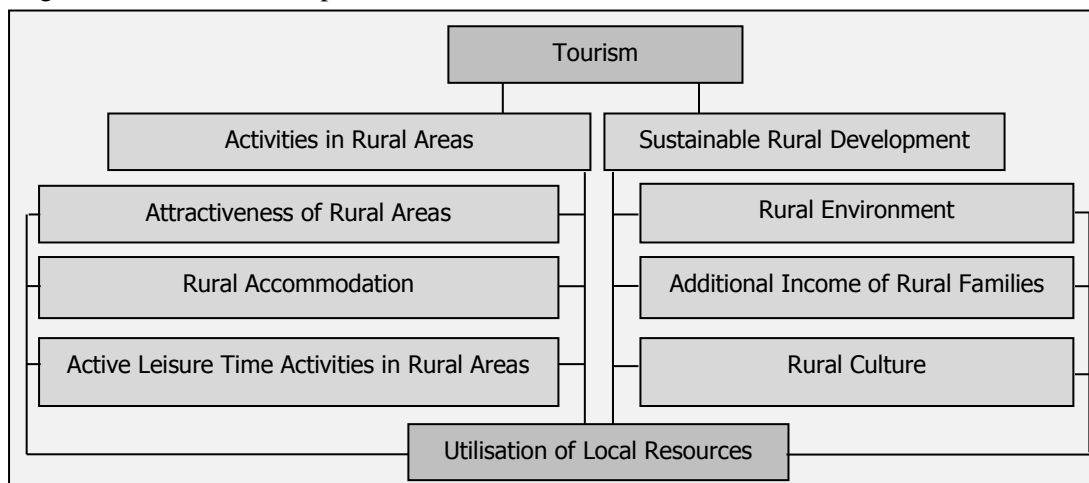 Tourism
Activities in Rural Areas
Sustainable Rural Development
Attractiveness of Rural Areas
Rural Environment
Rural Accommodation
Additional Income of Rural Families
Active Leisure Time Activities in Rural Areas
Rural Culture
Utilisation of Local Resources